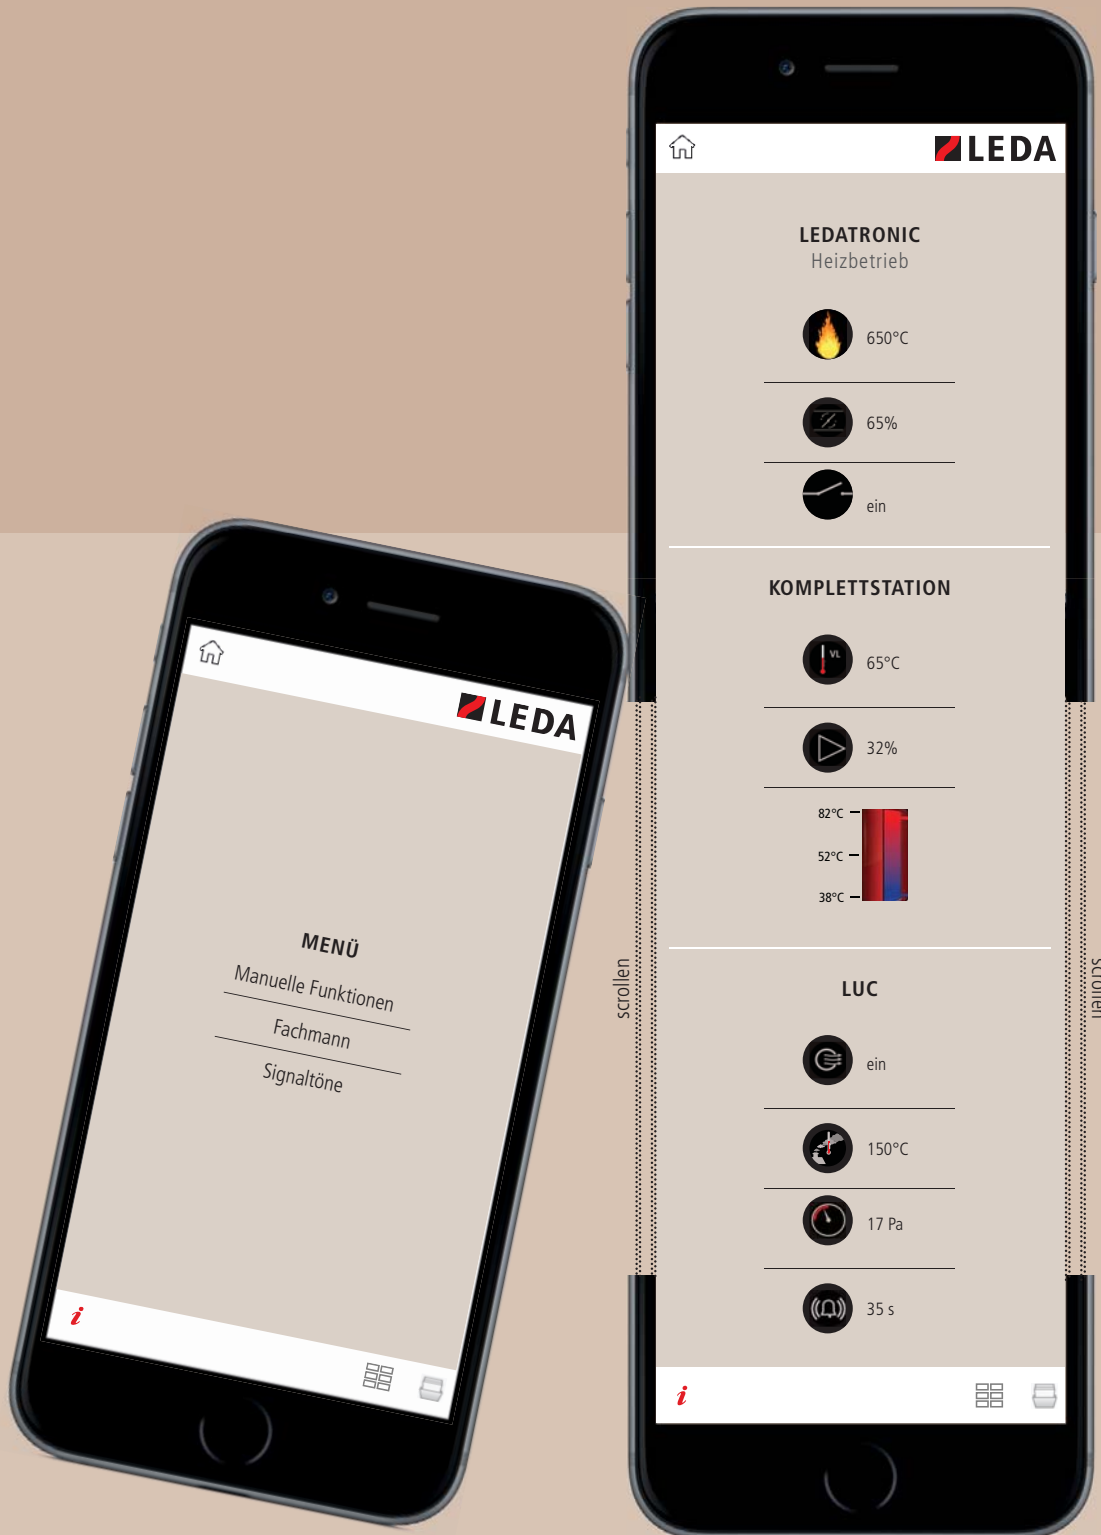 LEDA
MENÜ
Manuelle Funktionen
Fachmann
Signaltöne
i
LEDA
LEDATRONIC
Heizbetrieb
650°C
65%
ein
KOMPLETTSTATION
VL
65°C
32%
82°C
52°C
38°C
scrollen
scrollen
LUC
ein
150°C
17 Pa
35 s
i